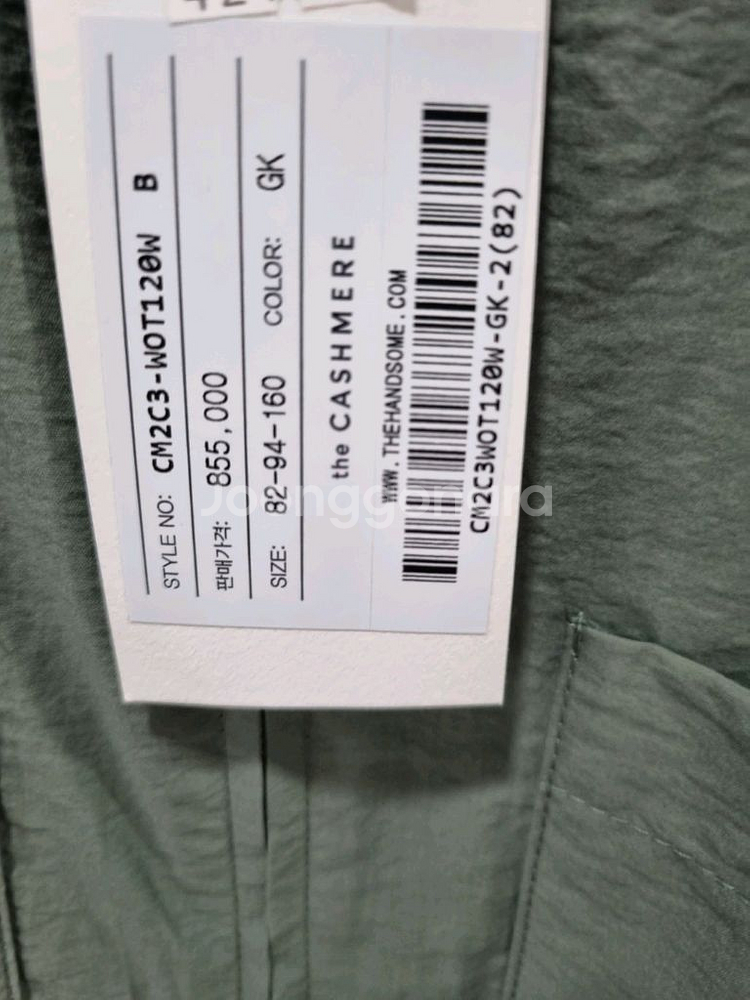 STYLE NO: CM2C3-WOT120W B
판매가격: 855,000
SIZE: 82-94-160 COLOR: GK
the CASHMERE
WWW.THEHANDSOME.COM
CM2C3WOT120W-GK-2(82)
Joonggonara